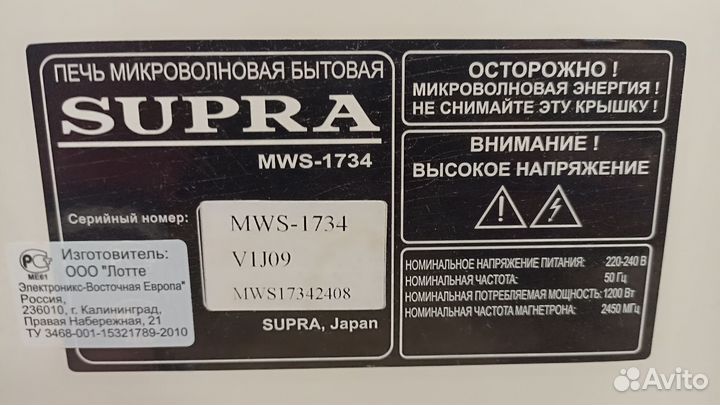 ПЕЧЬ МИКРОВОЛНОВАЯ БЫТОВАЯ
SUPRA
MWS-1734
Серийный номер:
MWS-1734
V1J09
MWS17342408
SUPRA, Japan
РС
МЕ61
Изготовитель:
ООО "Лотте
Электроникс-Восточная Европа"
Россия,
236010, г. Калининград,
Правая Набережная, 21
ТУ 3468-001-15321789-2010
ОСТОРОЖНО !
МИКРОВОЛНОВАЯ ЭНЕРГИЯ !
НЕ СНИМАЙТЕ ЭТУ КРЫШКУ !
ВНИМАНИЕ !
ВЫСОКОЕ НАПРЯЖЕНИЕ
НОМИНАЛЬНОЕ НАПРЯЖЕНИЕ ПИТАНИЯ: 220-240 В
НОМИНАЛЬНАЯ ЧАСТОТА: 50 Гц
НОМИНАЛЬНАЯ ПОТРЕБЛЯЕМАЯ МОЩНОСТЬ: 1200 Вт
НОМИНАЛЬНАЯ ЧАСТОТА МАГНЕТРОНА: 2450 МГц
Avito